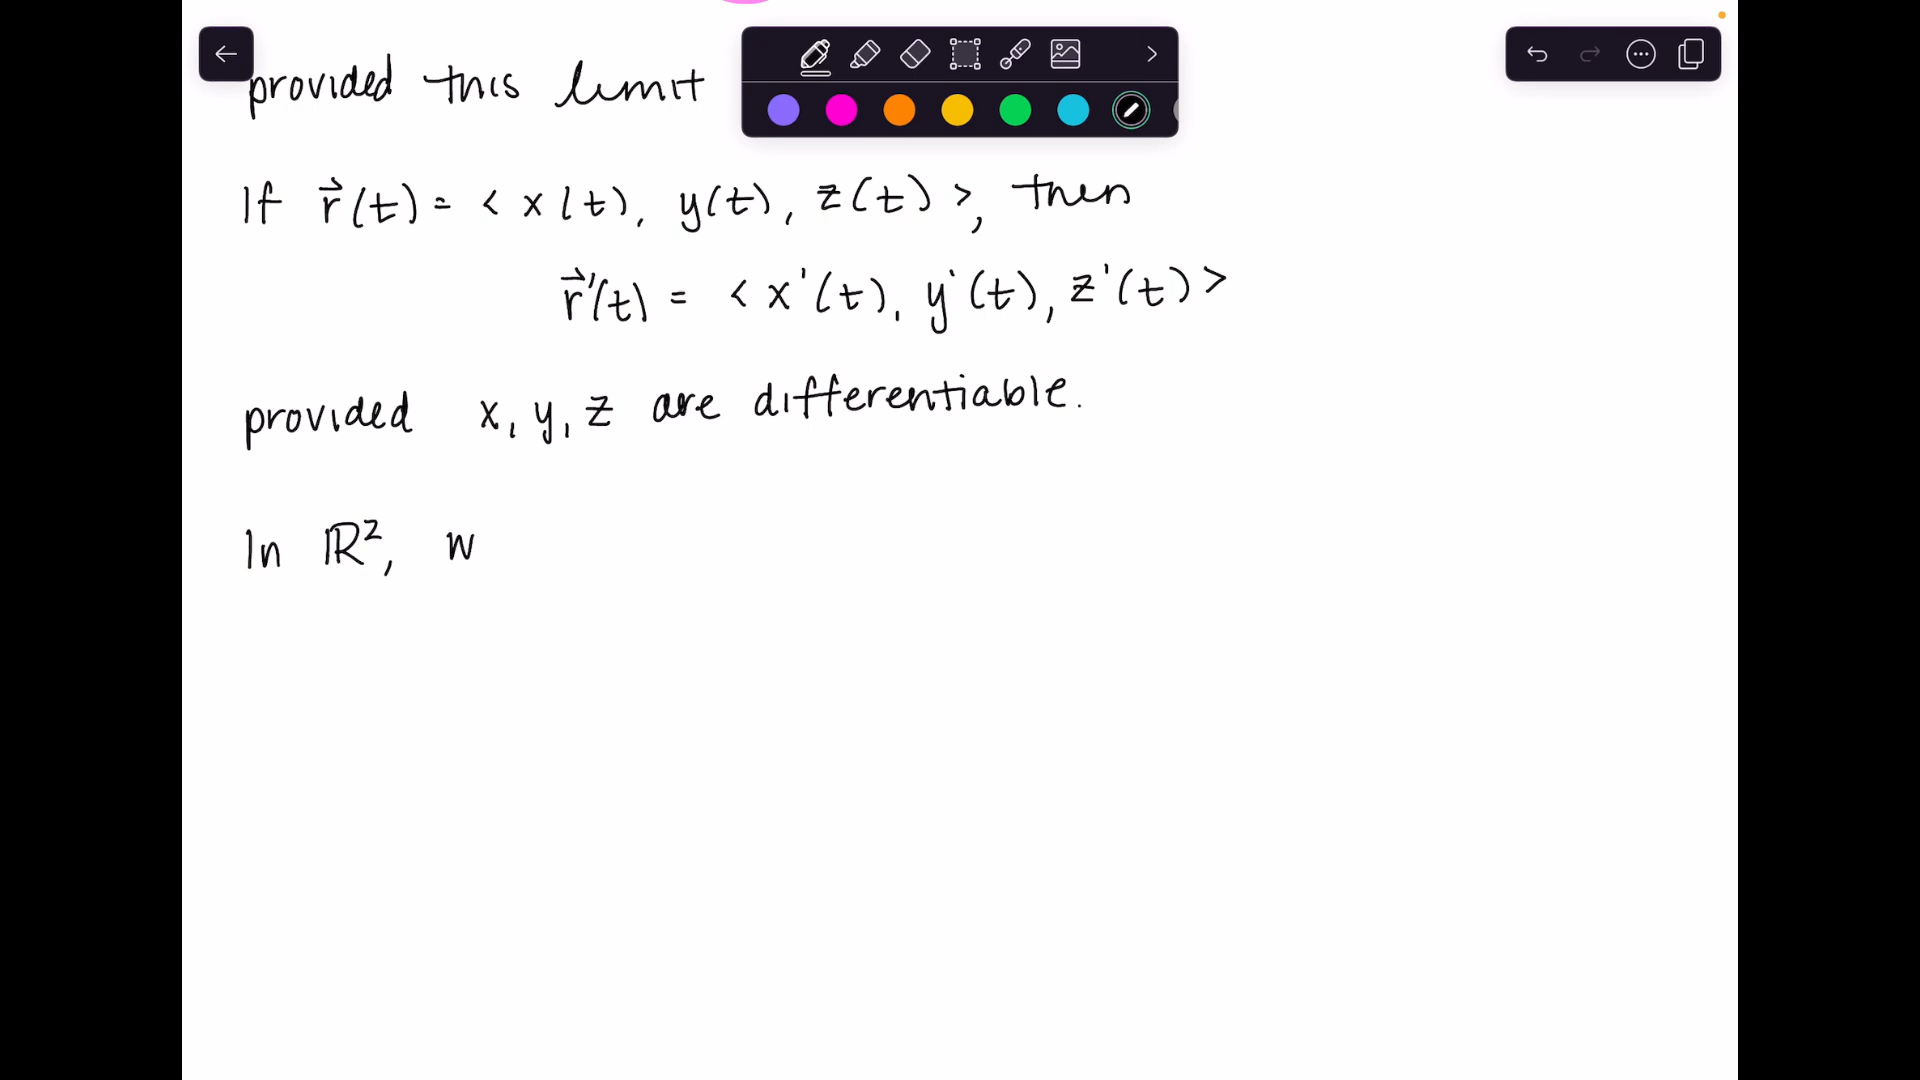 provided this limit
If r⃗(t) = < x(t), y(t), z(t) >, then
r⃗'(t) = < x'(t), y'(t), z'(t) >
provided x, y, z are differentiable.
In ℝ², w